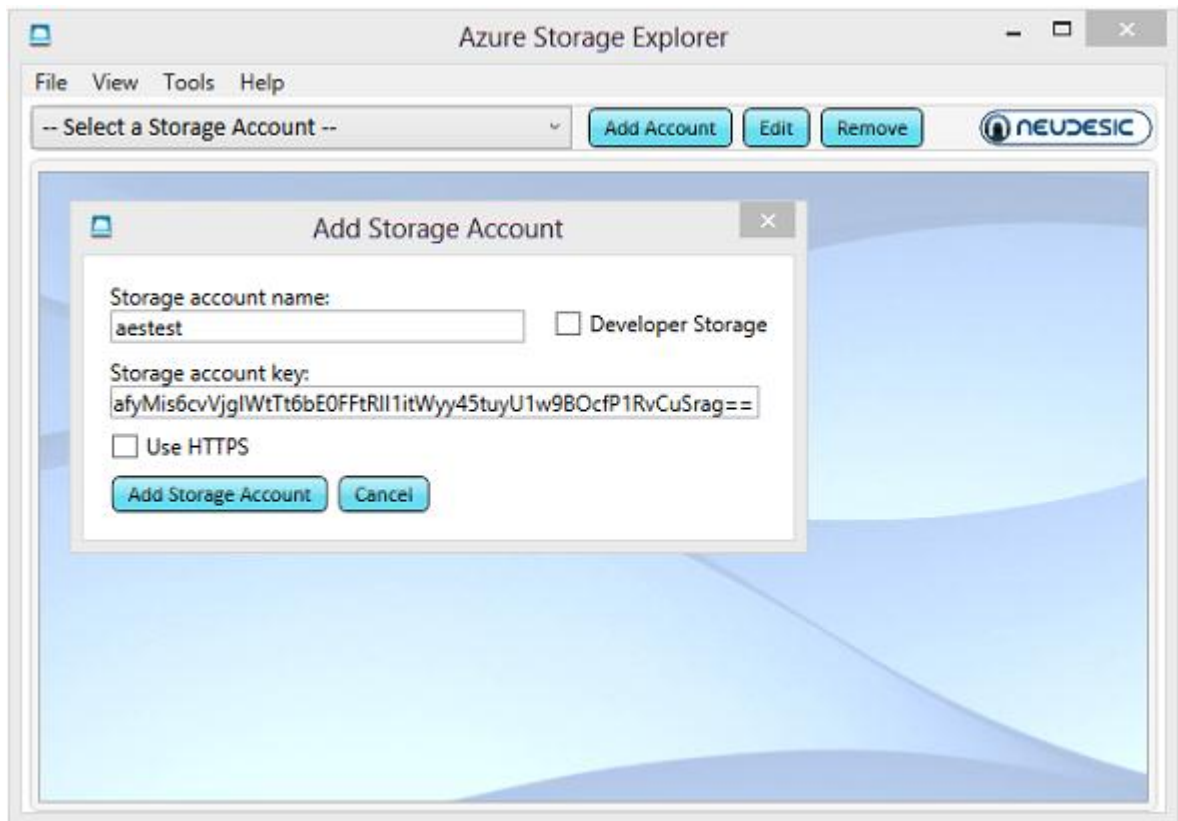 Azure Storage Explorer
File View Tools Help
-- Select a Storage Account -- Add Account Edit Remove NEUDESIC
Add Storage Account
Storage account name:
aestest Developer Storage
Storage account key:
afyMis6cvVjgIWtTt6bE0FFtRII1itWyy45tuyU1w9BOcfP1RvCuSrag==
Use HTTPS
Add Storage Account Cancel